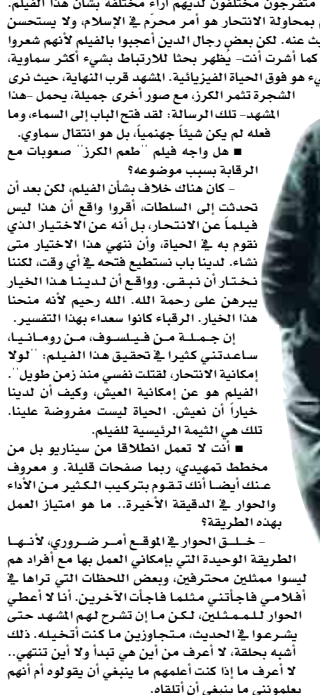 متفرجون مختلفون لديهم آراء مختلفة بشأن هذا الفيلم.
بمحاولة الانتحار هو أمر محرّم في الإسلام، ولا يستحسن
يث عنه. لكن بعض رجال الدين أعجبوا بالفيلم لأنهم شعروا
كما أشرت أنت- يُظهر بحثا للارتباط بشيء أكثر سماوية،
يء هو فوق الحياة الفيزيائية. المشهد قرب النهاية، حيث نرى
الشجرة تثمر الكرز، مع صور أخرى جميلة، يحمل -هذا
المشهد- تلك الرسالة: لقد فتح الباب إلى السماء، وما
فعله لم يكن شيئاً جهنمياً، بل هو انتقال سماوي.
■ هل واجه فيلم "طعم الكرز" صعوبات مع
الرقابة بسبب موضوعه؟
- كان هناك خلاف بشأن الفيلم، لكن بعد أن
تحدثت إلى السلطات، أقروا واقع أن هذا ليس
فيلماً عن الانتحار، بل أنه عن الاختيار الذي
نقوم به في الحياة، وأن ننهي هذا الاختيار متى
نشاء. لدينا باب نستطيع فتحه في أي وقت، لكننا
نختار أن نبقى. وواقع أن لدينا هذا الخيار
يبرهن على رحمة الله. الله رحيم لأنه منحنا
هذا الخيار. الرقباء كانوا سعداء بهذا التفسير.
إن جملة من فيلسوف، من رومانيا،
ساعدتني كثيرا في تحقيق هذا الفيلم: "لولا
إمكانية الانتحار، لقتلت نفسي منذ زمن طويل".
الفيلم هو عن إمكانية العيش، وكيف أن لدينا
خياراً أن نعيش. الحياة ليست مفروضة علينا.
تلك هي الثيمة الرئيسية للفيلم.
■ أنت لا تعمل انطلاقا من سيناريو بل من
مخطط تمهيدي، ربما صفحات قليلة. و معروف
عنك أيضا أنك تقوم بتركيب الكثير من الأداء
والحوار في الدقيقة الأخيرة.. ما هو امتياز العمل
بهذه الطريقة؟
- خلق الحوار في الموقع أمر ضروري، لأنها
الطريقة الوحيدة التي بإمكاني العمل بها مع أفراد هم
ليسوا ممثلين محترفين، وبعض اللحظات التي تراها في
أفلامي فاجأتني مثلما فاجأت الآخرين. أنا لا أعطي
الحوار للممثلين، لكن ما إن تشرح لهم المشهد حتى
يشرعوا في الحديث، متجاوزين ما كنت أتخيله. ذلك
أشبه بحلقة، لا أعرف من أين هي تبدأ ولا أين تنتهي..
لا أعرف ما إذا كنت أعلمهم ما ينبغي أن يقولوه أم أنهم
يعلمونني ما ينبغي أن أتلقاه.